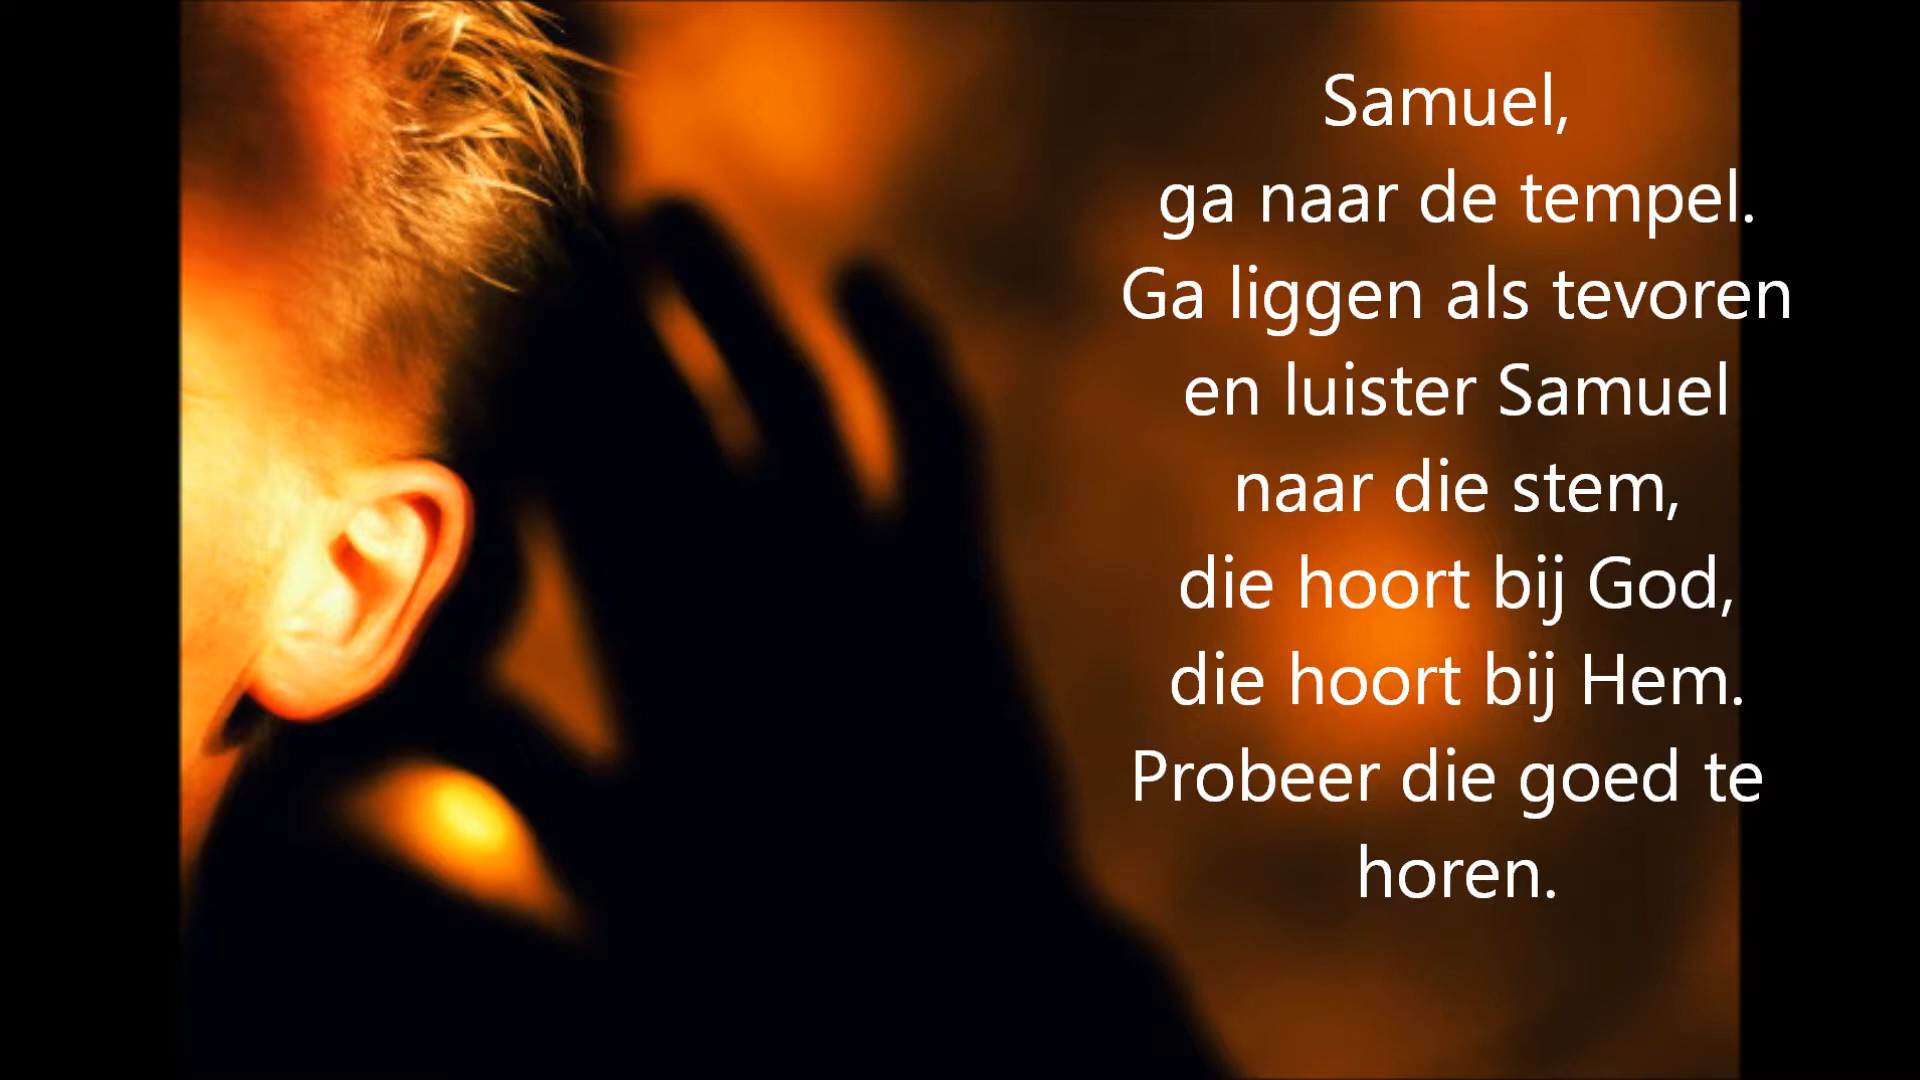 Samuel,
ga naar de tempel.
Ga liggen als tevoren
en luister Samuel
naar die stem,
die hoort bij God,
die hoort bij Hem.
Probeer die goed te
horen.